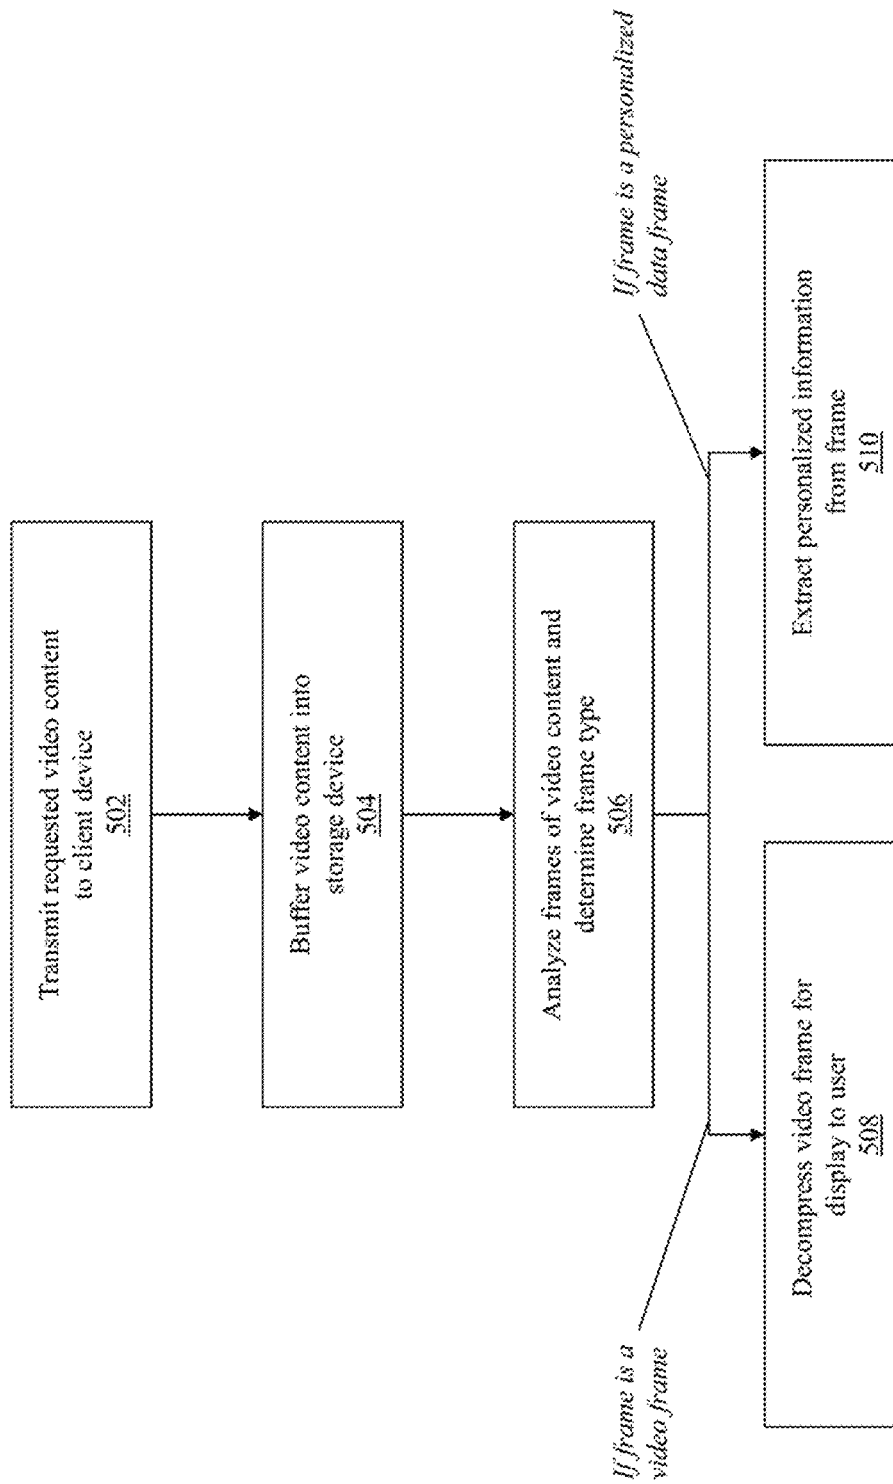 Transmit requested video content
to client device
502
Buffer video content into
storage device
504
Analyze frames of video content and
determine frame type
506
If frame is a
video frame
If frame is a personalized
data frame
Decompress video frame for
display to user
508
Extract personalized information
from frame
510